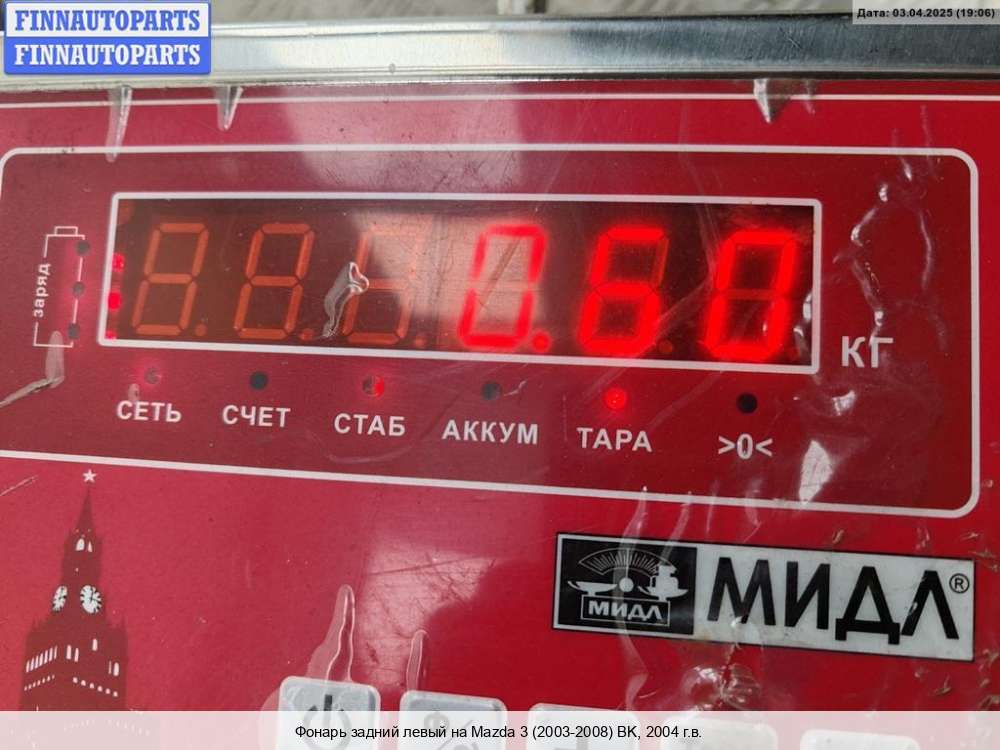 FINNAUTOPARTS
FINNAUTOPARTS
Дата: 03.04.2025 (19:06)
заряд
0.60
КГ
СЕТЬ СЧЕТ СТАБ АККУМ ТАРА >0<
МИДЛ МИДЛ®
Фонарь задний левый на Mazda 3 (2003-2008) BK, 2004 г.в.